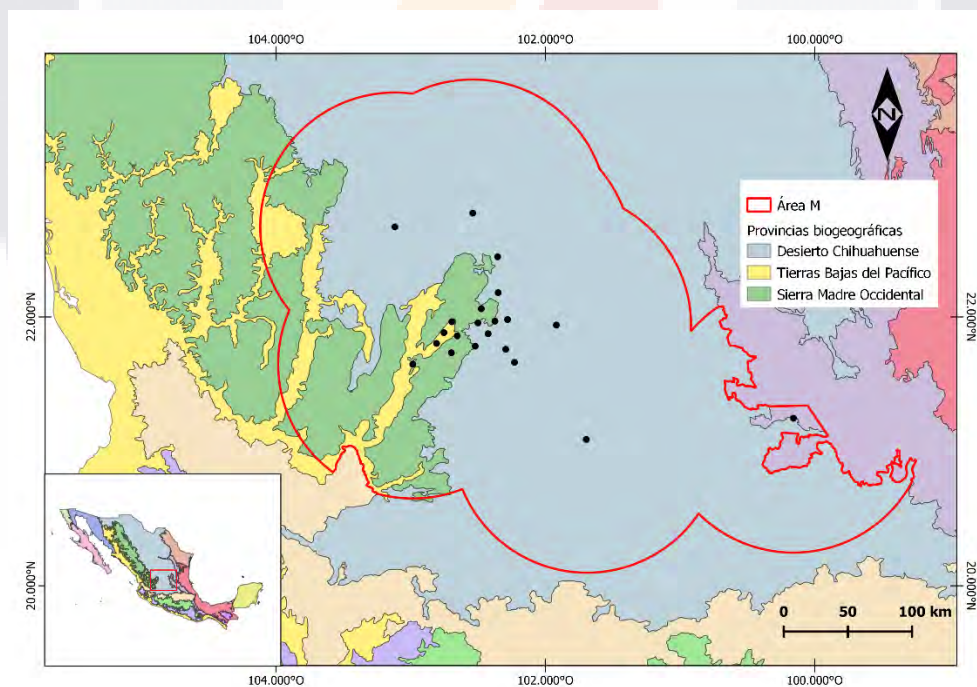 104.000°O 102.000°O 100.000°O
N
Área M
Provincias biogeográficas
Desierto Chihuahuense
Tierras Bajas del Pacífico
Sierra Madre Occidental
22.000°N 22.000°N
20.000°N 20.000°N
0 50 100 km
104.000°O 102.000°O 100.000°O